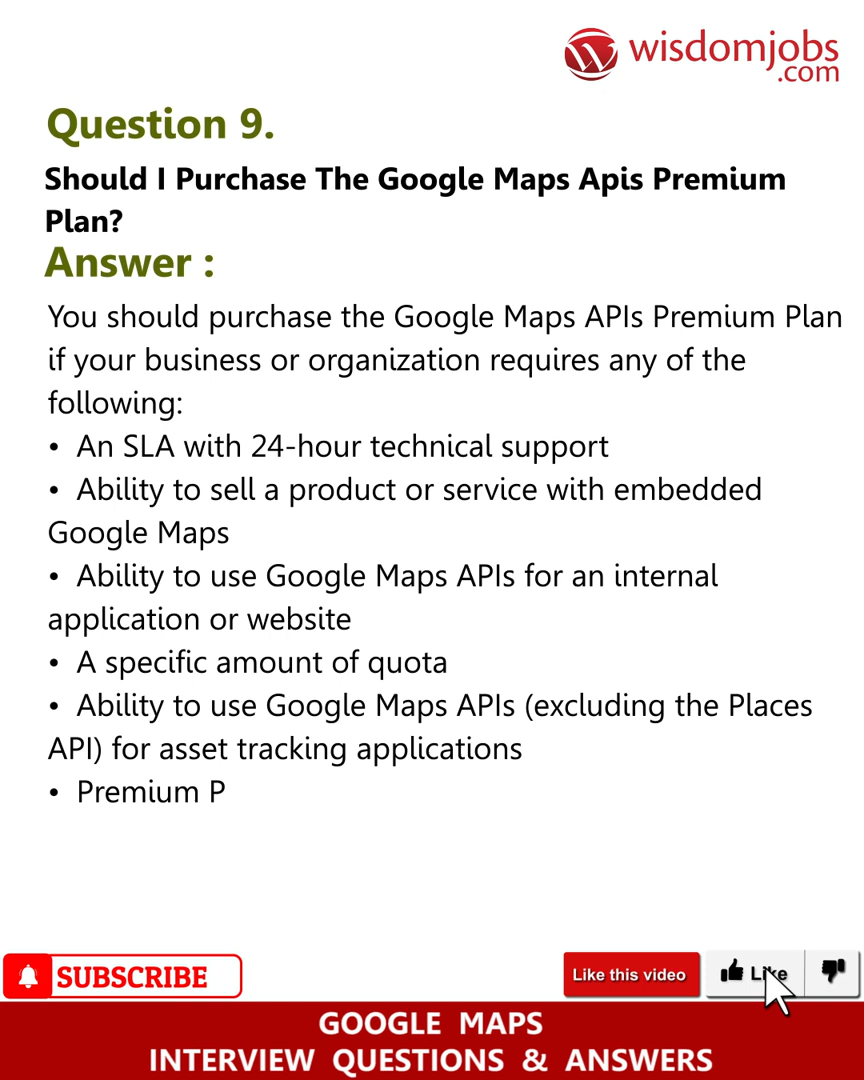 wisdomjobs
.com
Question 9.
Should I Purchase The Google Maps Apis Premium
Plan?
Answer :
You should purchase the Google Maps APIs Premium Plan
if your business or organization requires any of the
following:
• An SLA with 24-hour technical support
• Ability to sell a product or service with embedded
Google Maps
• Ability to use Google Maps APIs for an internal
application or website
• A specific amount of quota
• Ability to use Google Maps APIs (excluding the Places
API) for asset tracking applications
• Premium P
SUBSCRIBE
Like this video
Like
GOOGLE MAPS
INTERVIEW QUESTIONS & ANSWERS